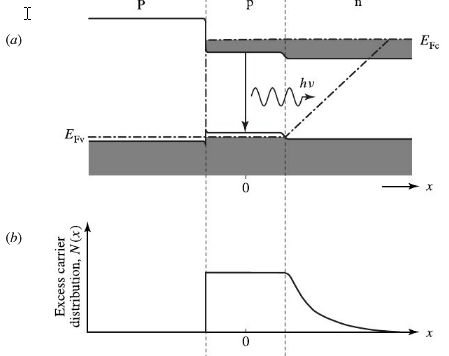 P p n
(a)
E_Fc
hν
E_Fv
0 x
(b)
Excess carrier
distribution, N(x)
0 x